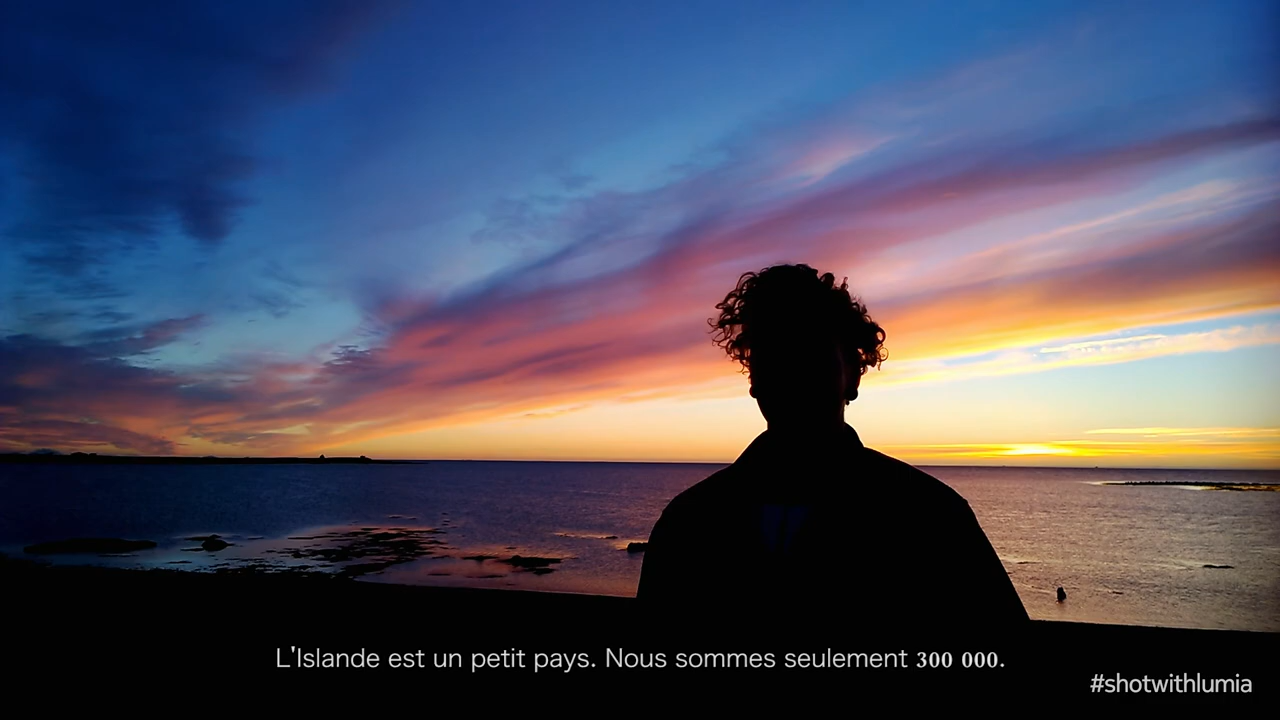 L'Islande est un petit pays. Nous sommes seulement 300 000.
#shotwithlumia